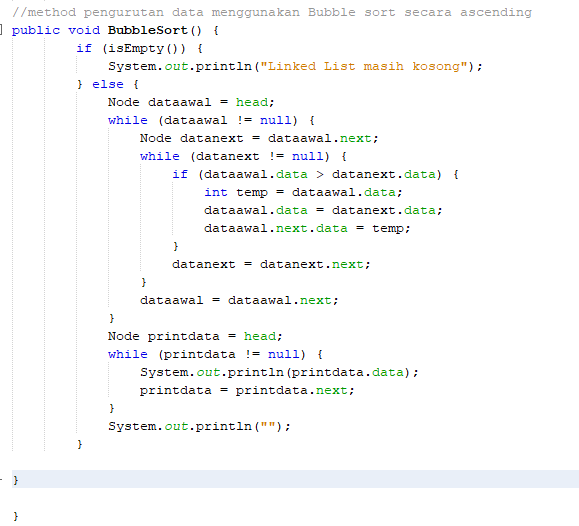 //method pengurutan data menggunakan Bubble sort secara ascending
public void BubbleSort() {
if (isEmpty()) {
System.out.println("Linked List masih kosong");
} else {
Node dataawal = head;
while (dataawal != null) {
Node datanext = dataawal.next;
while (datanext != null) {
if (dataawal.data > datanext.data) {
int temp = dataawal.data;
dataawal.data = datanext.data;
dataawal.next.data = temp;
}
datanext = datanext.next;
}
dataawal = dataawal.next;
}
Node printdata = head;
while (printdata != null) {
System.out.println(printdata.data);
printdata = printdata.next;
}
System.out.println("");
}
}
}